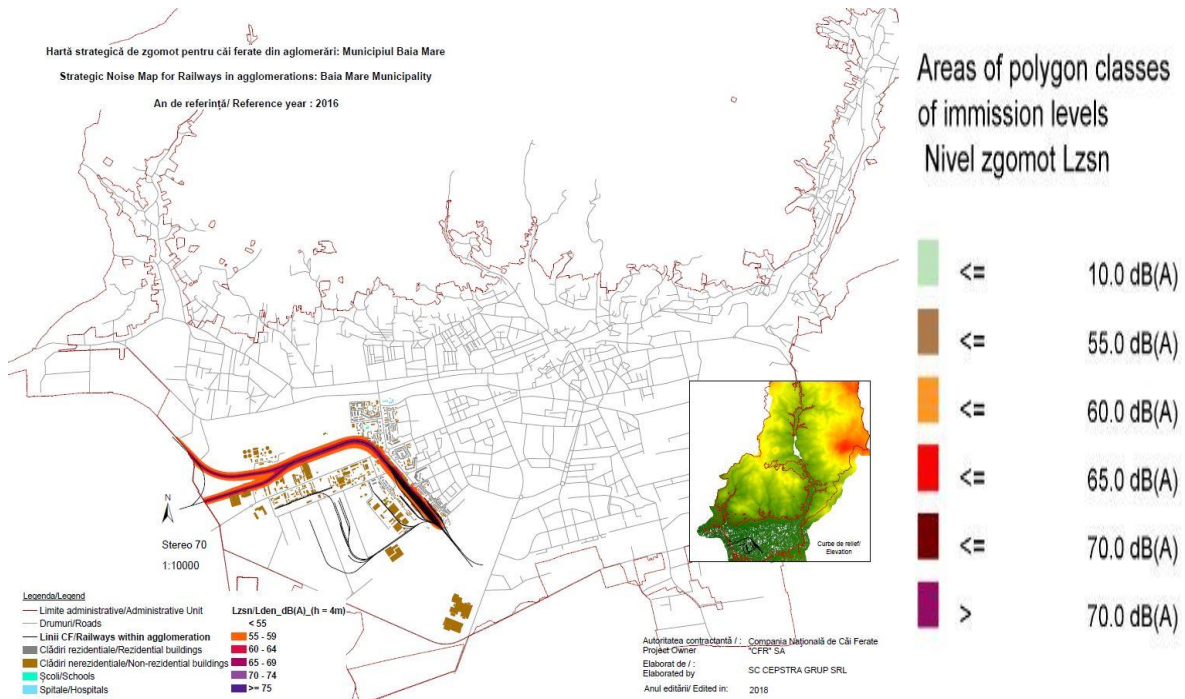 Hartă strategică de zgomot pentru căi ferate din aglomerări: Municipiul Baia Mare
Strategic Noise Map for Railways in agglomerations: Baia Mare Municipality
An de referință/ Reference year : 2016
Areas of polygon classes
of immission levels
Nivel zgomot Lzsn
<= 10.0 dB(A)
<= 55.0 dB(A)
<= 60.0 dB(A)
<= 65.0 dB(A)
<= 70.0 dB(A)
> 70.0 dB(A)
N
Stereo 70
1:10000
Curbe de relief/
Elevation
Legenda/Legend
Limite administrative/Administrative Unit
Drumuri/Roads
Linii CF/Railways within agglomeration
Clădiri rezidentiale/Rezidential buildings
Clădiri nerezidentiale/Non-rezidential buildings
Școli/Schools
Spitale/Hospitals
Lzsn/Lden_dB(A)_(h = 4m)
< 55
55 - 59
60 - 64
65 - 69
70 - 74
>= 75
Autoritatea contractantă / : Compania Națională de Căi Ferate
Project Owner "CFR" SA
Elaborat de / :
Elaborated by SC CEPSTRA GRUP SRL
Anul editării/ Edited in: 2018